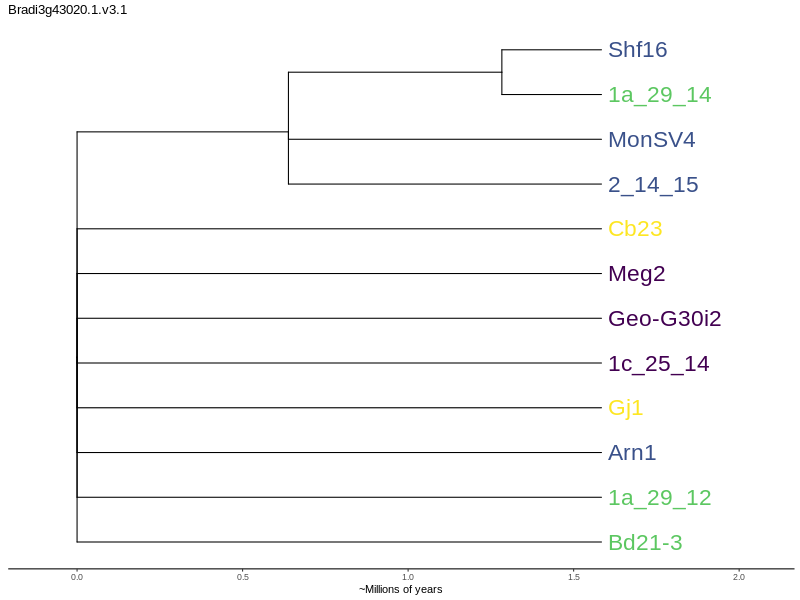 Bradi3g43020.1.v3.1
Shf16
1a_29_14
MonSV4
2_14_15
Cb23
Meg2
Geo-G30i2
1c_25_14
Gj1
Arn1
1a_29_12
Bd21-3
0.0 0.5 1.0 1.5 2.0
~Millions of years